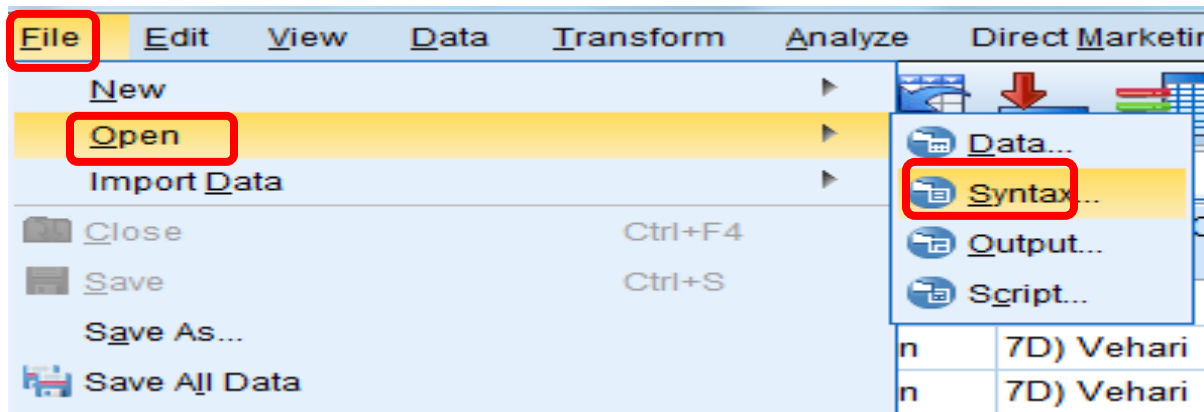 File Edit View Data Transform Analyze Direct
New
Open
Data...
Import Data
Syntax...
Close Ctrl+F4
Output...
Save Ctrl+S
Script...
Save As...
7D) Vehari
Save All Data
7D) Vehari